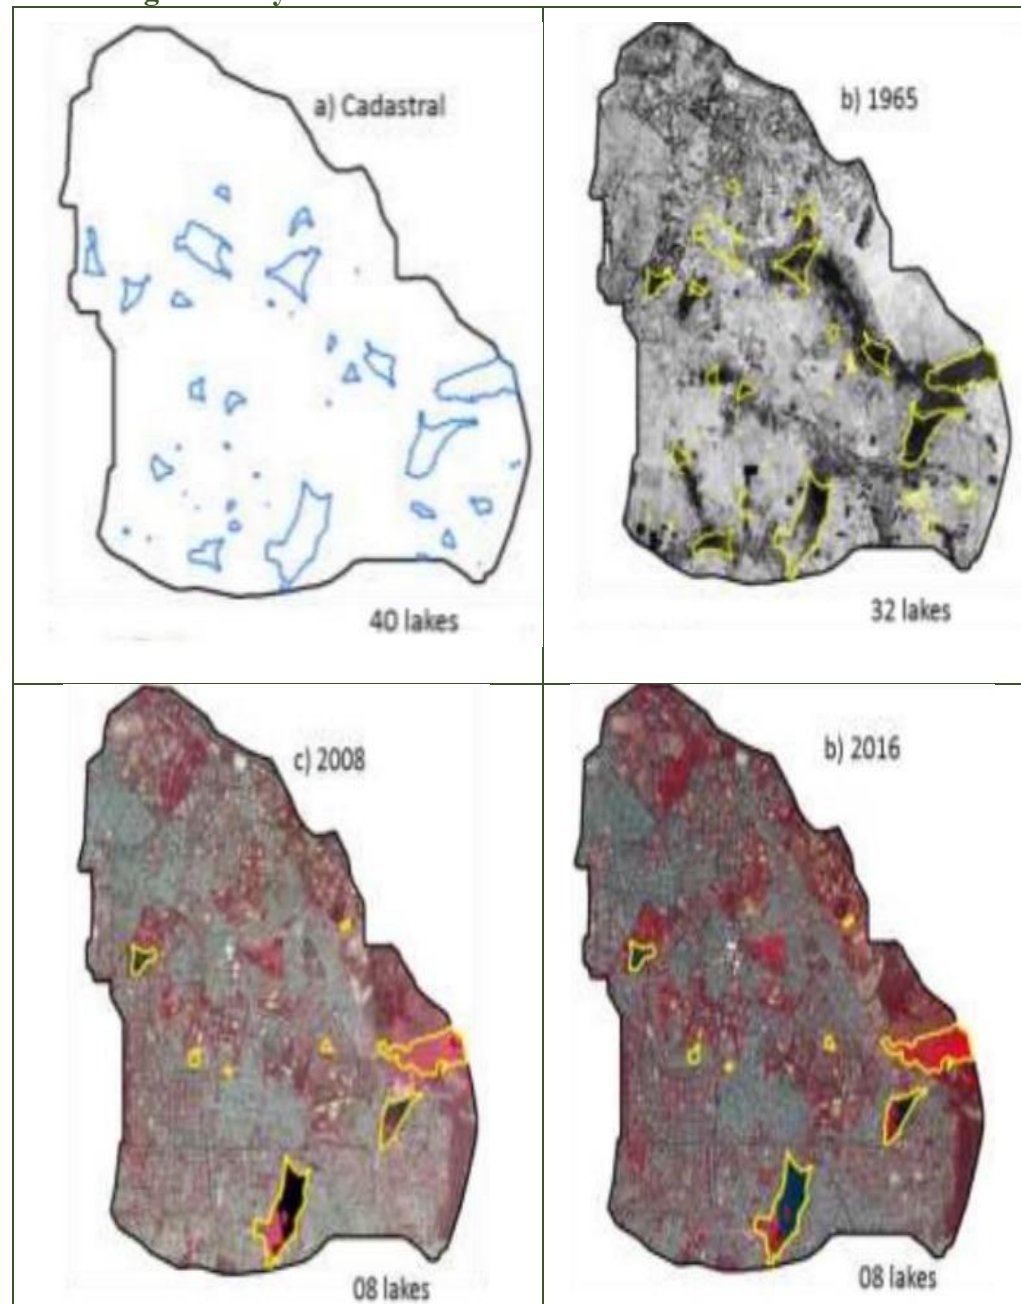 a) Cadastral
b) 1965
40 lakes
32 lakes
c) 2008
b) 2016
08 lakes
08 lakes